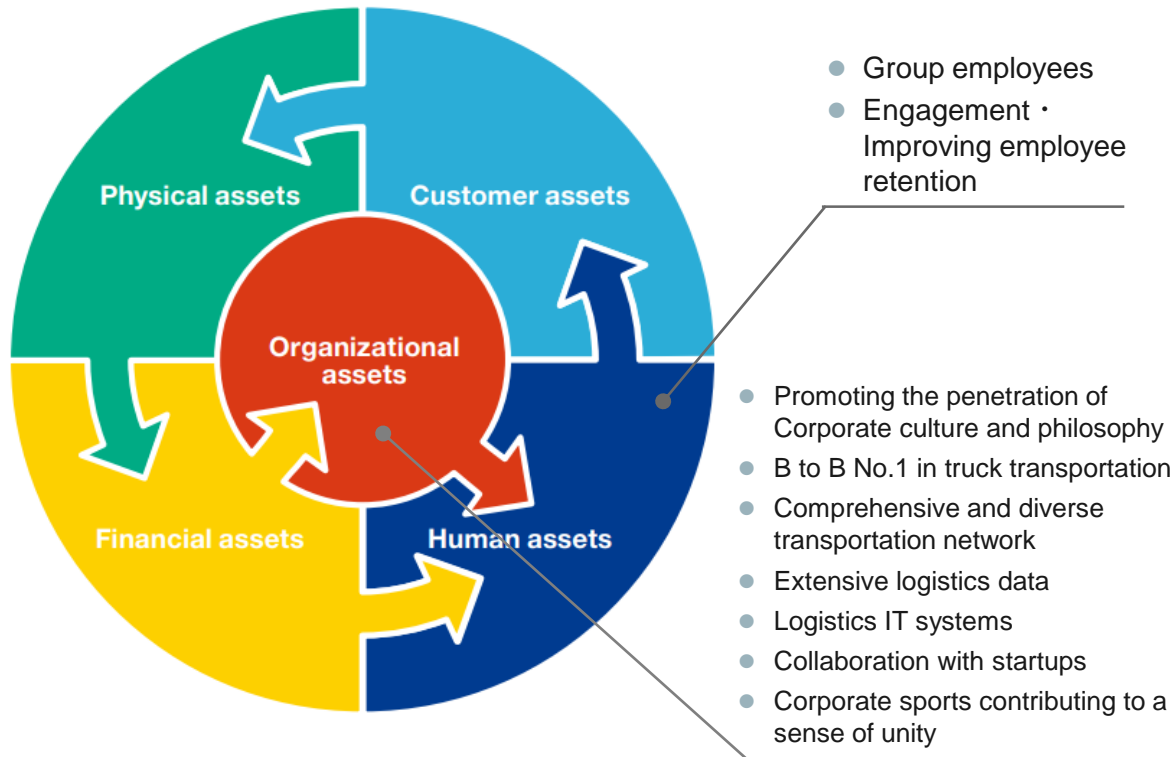 Physical assets
Customer assets
Organizational
assets
Financial assets
Human assets
Group employees
Engagement・
Improving employee
retention
Promoting the penetration of
Corporate culture and philosophy
B to B No.1 in truck transportation
Comprehensive and diverse
transportation network
Extensive logistics data
Logistics IT systems
Collaboration with startups
Corporate sports contributing to a
sense of unity